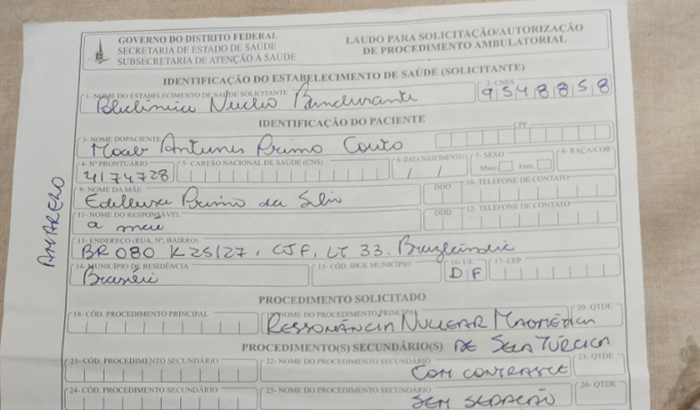 GOVERNO DO DISTRITO FEDERAL
SECRETARIA DE ESTADO DE SAÚDE
SUBSECRETARIA DE ATENÇÃO À SAÚDE
LAUDO PARA SOLICITAÇÃO/AUTORIZAÇÃO
DE PROCEDIMENTO AMBULATORIAL
IDENTIFICAÇÃO DO ESTABELECIMENTO DE SAÚDE (SOLICITANTE)
1- NOME DO ESTABELECIMENTO DE SAÚDE SOLICITANTE
2- CNES
Policlínica Núcleo Bandeirante
9548858
IDENTIFICAÇÃO DO PACIENTE
3- NOME DO PACIENTE
CPF
Moab Antunes Primo Couto
4- Nº PRONTUÁRIO
5- CARTÃO NACIONAL DE SAÚDE (CNS)
6- DATA NASCIMENTO
7- SEXO
8- RAÇA/COR
4174728
/ /
Masc. Fem.
9- NOME DA MÃE
DDD
10- TELEFONE DE CONTATO
Edileusa Primo da Silva
11- NOME DO RESPONSÁVEL
DDD
12- TELEFONE DE CONTATO
a mãe
13- ENDEREÇO (RUA, Nº, BAIRRO)
BR 080 K 25/27, CJ F, LT 33. Brazlândia
14- MUNICÍPIO DE RESIDÊNCIA
15- CÓD. IBGE MUNICÍPIO
16- UF
17- CEP
Brasília
DF
AMARELO
PROCEDIMENTO SOLICITADO
18- CÓD. PROCEDIMENTO PRINCIPAL
NOME DO PROCEDIMENTO PRINCIPAL
20- QTDE
RESSONÂNCIA NUCLEAR MAGNÉTICA
PROCEDIMENTO(S) SECUNDÁRIO(S)
DE SELA TÚRCICA
21- CÓD. PROCEDIMENTO SECUNDÁRIO
22- NOME DO PROCEDIMENTO SECUNDÁRIO
23- QTDE
COM CONTRASTE
24- CÓD. PROCEDIMENTO SECUNDÁRIO
25- NOME DO PROCEDIMENTO SECUNDÁRIO
26- QTDE
SEM SEDAÇÃO